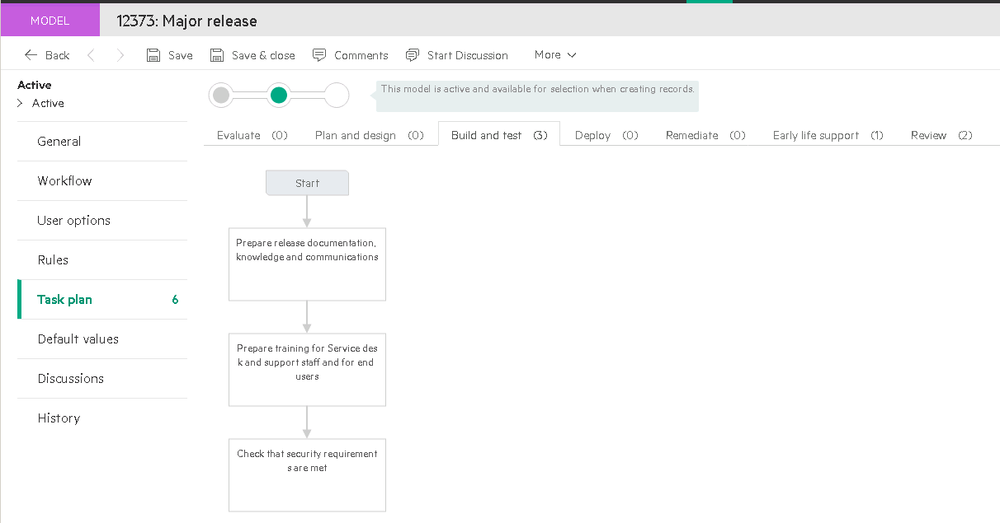 MODEL
12373: Major release
Back
Save
Save & close
Comments
Start Discussion
More
Active
Active
This model is active and available for selection when creating records.
General
Workflow
User options
Rules
Task plan 6
Default values
Discussions
History
Evaluate (0)
Plan and design (0)
Build and test (3)
Deploy (0)
Remediate (0)
Early life support (1)
Review (2)
Start
Prepare release documentation,
knowledge and communications
Prepare training for Service des
k and support staff and for end
users
Check that security requirement
s are met